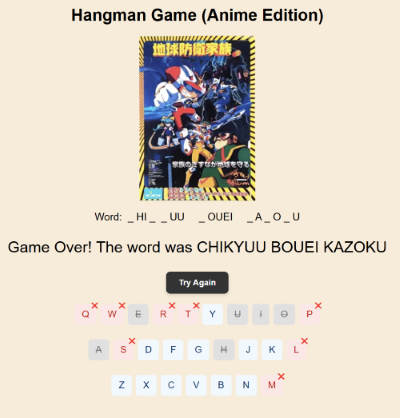 Hangman Game (Anime Edition)
地球防衛家族
家族のきずなが地球を守る
Word: _ HI _ _ UU _ OUEI _ A _ O _ U
Game Over! The word was CHIKYUU BOUEI KAZOKU
Try Again
Q W E R T Y U I O P
A S D F G H J K L
Z X C V B N M